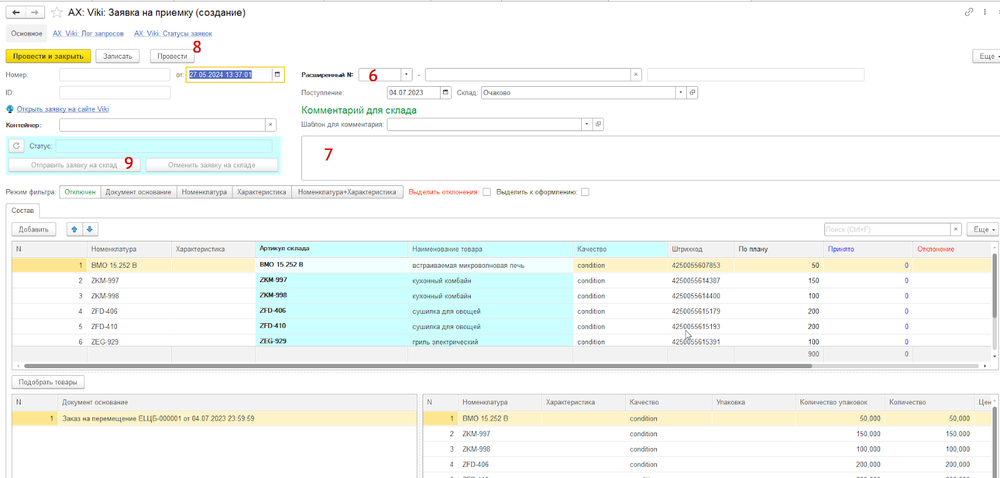 АХ: Viki: Заявка на приемку (создание)
Основное АХ: Viki: Лог запросов АХ: Viki: Статусы заявок
8
Провести и закрыть Записать Провести Еще
Номер: от: 27.05.2024 13:37:01 Расширенный № 6 -
ID: Поступление: 04.07.2023 Склад: Очаково
Открыть заявку на сайте Viki Комментарий для склада
Контейнер: Шаблон для комментария:
Статус: 7
Отправить заявку на склад 9 Отменить заявку на складе
Режим фильтра: Отключен Документ основание Номенклатура Характеристика Номенклатура+Характеристика Выделить отклонения: Выделить к оформлению:
Состав
Добавить Поиск (Ctrl+F) × Еще
N Номенклатура Характеристика Артикул склада Наименование товара Качество Штрихкод По плану Принято Отклонение
1 ВМО 15.252 В ВМО 15.252 В встраиваемая микроволновая печь condition 4250055607853 50 0
2 ZKM-997 ZKM-997 кухонный комбайн condition 4250055614387 150 0
3 ZKM-998 ZKM-998 кухонный комбайн condition 4250055614400 100 0
4 ZFD-406 ZFD-406 сушилка для овощей condition 4250055615179 200 0
5 ZFD-410 ZFD-410 сушилка для овощей condition 4250055615193 200 0
6 ZEG-929 ZEG-929 гриль электрический condition 4250055615391 100 0
900 0
Подобрать товары
N Документ основание N Номенклатура Характеристика Качество Упаковка Количество упаковок Количество Цен
1 Заказ на перемещение ЕLЦБ-000001 от 04.07.2023 23:59:59 1 ВМО 15.252 В condition 50,000 50,000
2 ZKM-997 condition 150,000 150,000
3 ZKM-998 condition 100,000 100,000
4 ZFD-406 condition 200,000 200,000